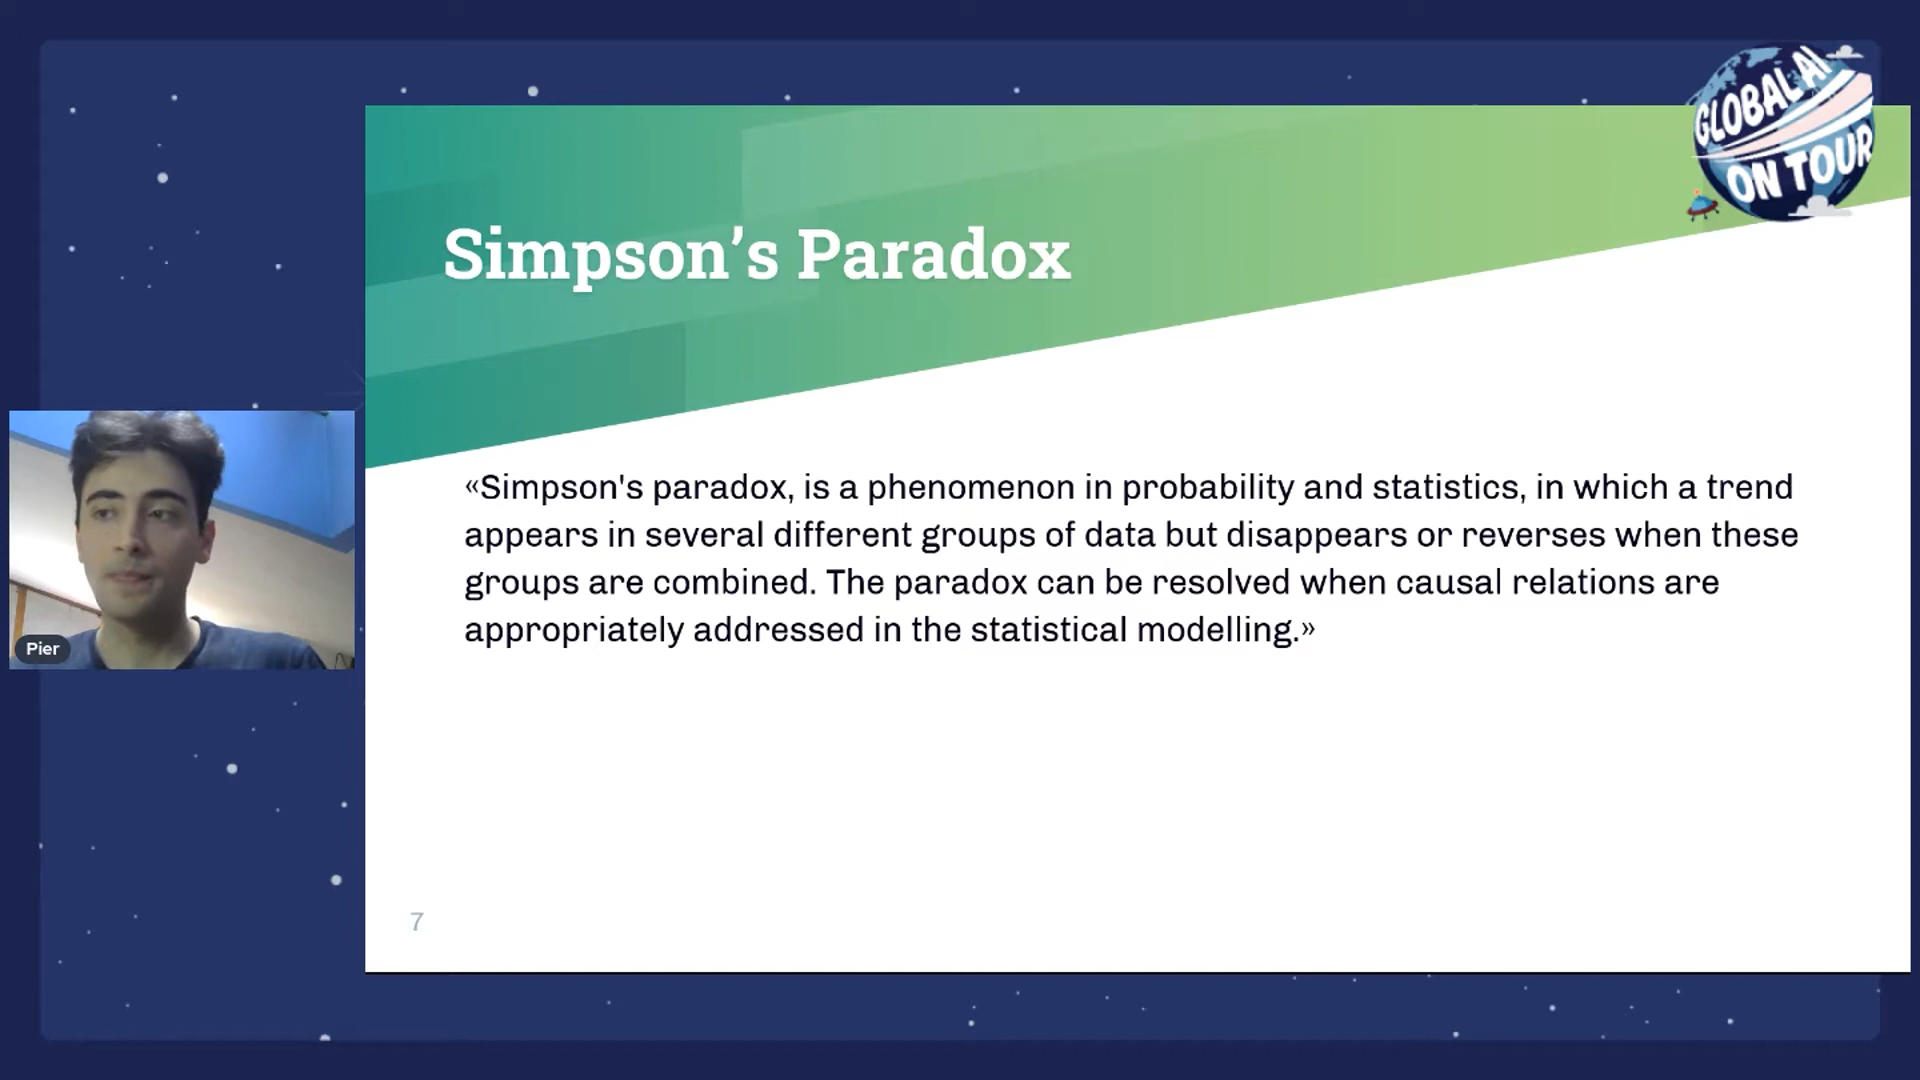 GLOBAL AI
ON TOUR
Simpson’s Paradox
«Simpson's paradox, is a phenomenon in probability and statistics, in which a trend
appears in several different groups of data but disappears or reverses when these
groups are combined. The paradox can be resolved when causal relations are
appropriately addressed in the statistical modelling.»
Pier
7